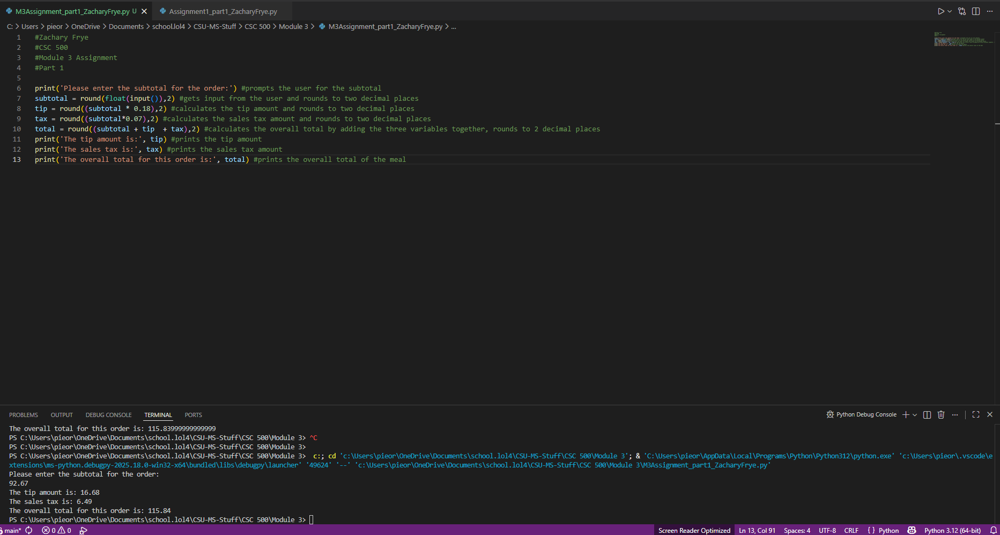 M3Assignment_part1_ZacharyFrye.py U Assignment1_part1_ZacharyFrye.py
C: > Users > pieor > OneDrive > Documents > school.lol4 > CSU-MS-Stuff > CSC 500 > Module 3 > M3Assignment_part1_ZacharyFrye.py > ...
1 #Zachary Frye
2 #CSC 500
3 #Module 3 Assignment
4 #Part 1
5
6 print('Please enter the subtotal for the order:') #prompts the user for the subtotal
7 subtotal = round(float(input()),2) #gets input from the user and rounds to two decimal places
8 tip = round((subtotal * 0.18),2) #calculates the tip amount and rounds to two decimal places
9 tax = round((subtotal*0.07),2) #calculates the sales tax amount and rounds to two decimal places
10 total = round((subtotal + tip  + tax),2) #calculates the overall total by adding the three variables together, rounds to 2 decimal places
11 print('The tip amount is:', tip) #prints the tip amount
12 print('The sales tax is:', tax) #prints the sales tax amount
13 print('The overall total for this order is:', total) #prints the overall total of the meal
PROBLEMS OUTPUT DEBUG CONSOLE TERMINAL PORTS Python Debug Console
The overall total for this order is: 115.83999999999999
PS C:\Users\pieor\OneDrive\Documents\school.lol4\CSU-MS-Stuff\CSC 500\Module 3> ^C
PS C:\Users\pieor\OneDrive\Documents\school.lol4\CSU-MS-Stuff\CSC 500\Module 3>
PS C:\Users\pieor\OneDrive\Documents\school.lol4\CSU-MS-Stuff\CSC 500\Module 3>  c:; cd 'c:\Users\pieor\OneDrive\Documents\school.lol4\CSU-MS-Stuff\CSC 500\Module 3'; & 'C:\Users\pieor\AppData\Local\Programs\Python\Python312\python.exe' 'c:\Users\pieor\.vscode\e
xtensions\ms-python.debugpy-2025.18.0-win32-x64\bundled\libs\debugpy\launcher' '49624' '--' 'c:\Users\pieor\OneDrive\Documents\school.lol4\CSU-MS-Stuff\CSC 500\Module 3\M3Assignment_part1_ZacharyFrye.py'
Please enter the subtotal for the order:
92.67
The tip amount is: 16.68
The sales tax is: 6.49
The overall total for this order is: 115.84
PS C:\Users\pieor\OneDrive\Documents\school.lol4\CSU-MS-Stuff\CSC 500\Module 3>
main* 0 0 Screen Reader Optimized Ln 13, Col 91 Spaces: 4 UTF-8 CRLF { } Python Python 3.12 (64-bit)